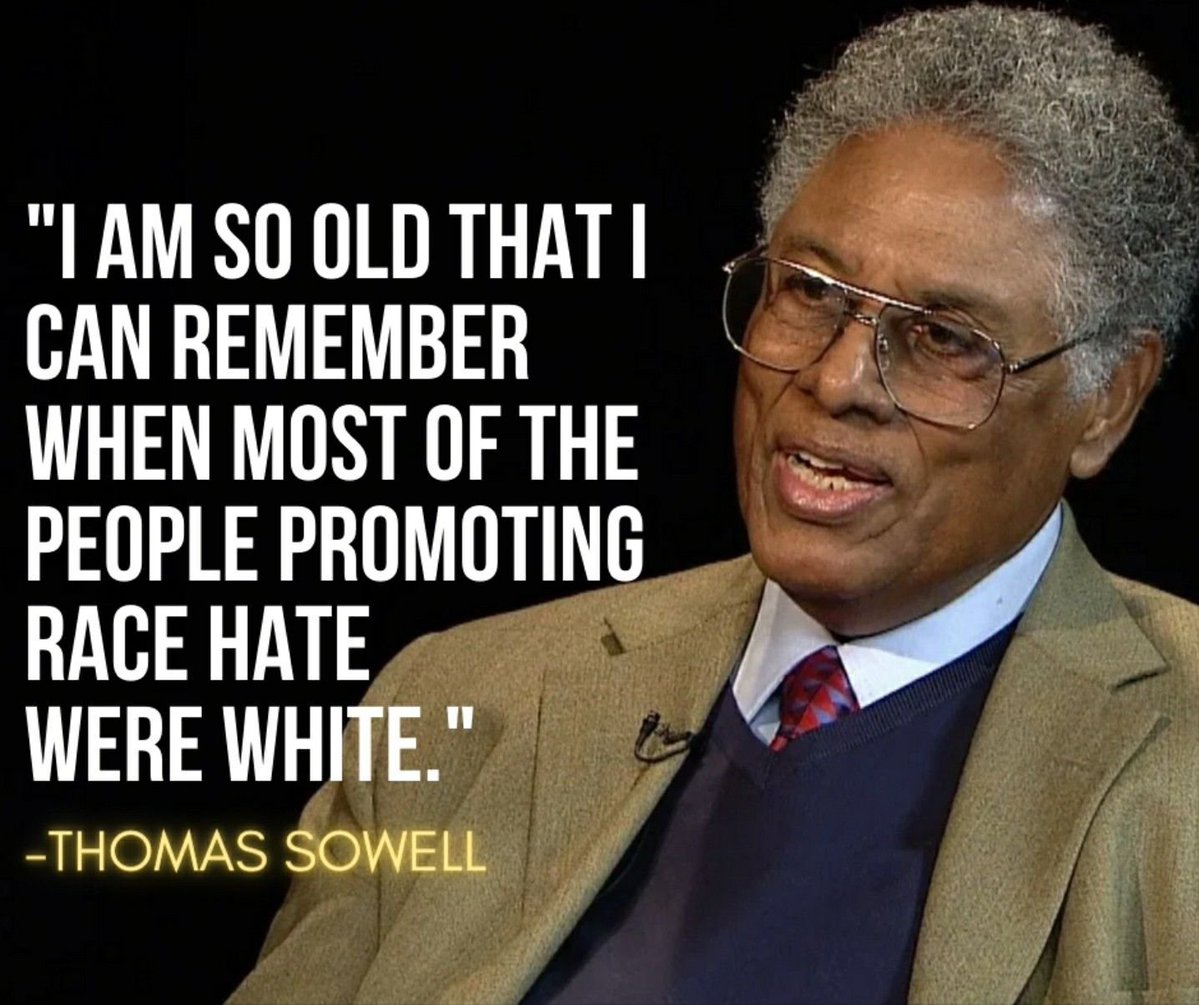 "I AM SO OLD THAT I
CAN REMEMBER
WHEN MOST OF THE
PEOPLE PROMOTING
RACE HATE
WERE WHITE."
-THOMAS SOWELL